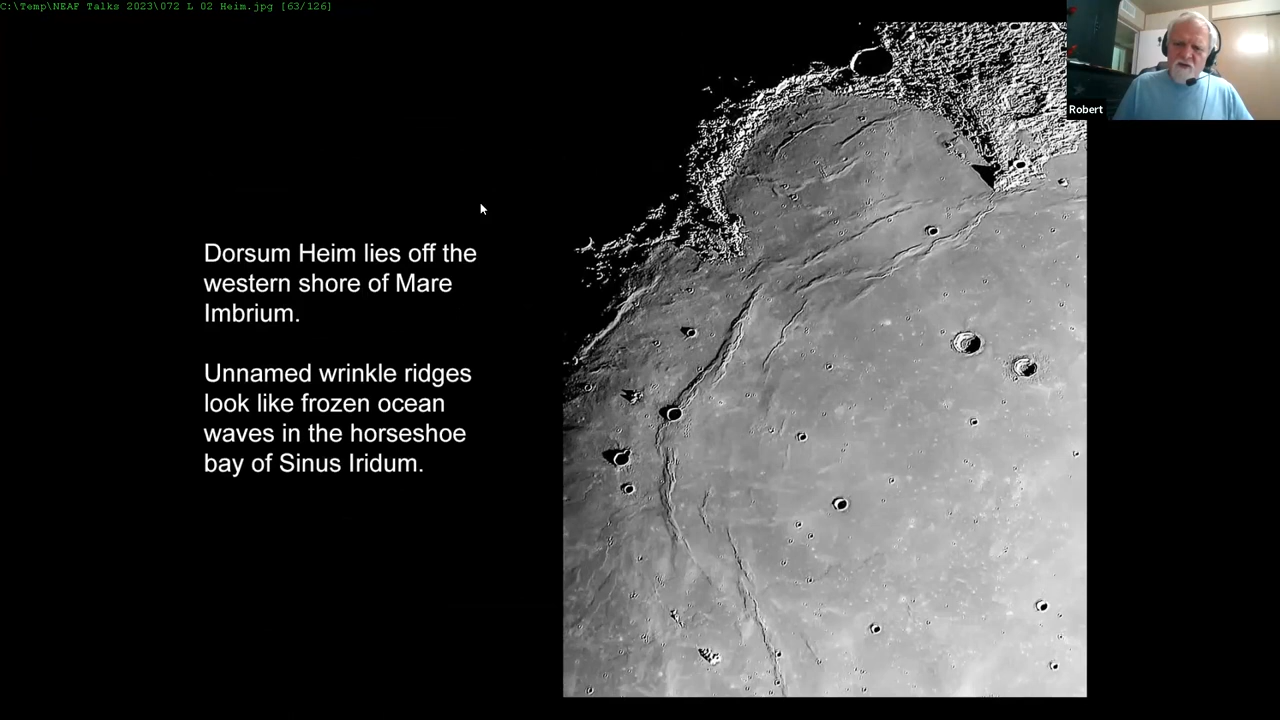 C:\Temp\NEAF Talks 2023\072 L 02 Heim.jpg [63/126]
Robert
Dorsum Heim lies off the
western shore of Mare
Imbrium.
Unnamed wrinkle ridges
look like frozen ocean
waves in the horseshoe
bay of Sinus Iridum.